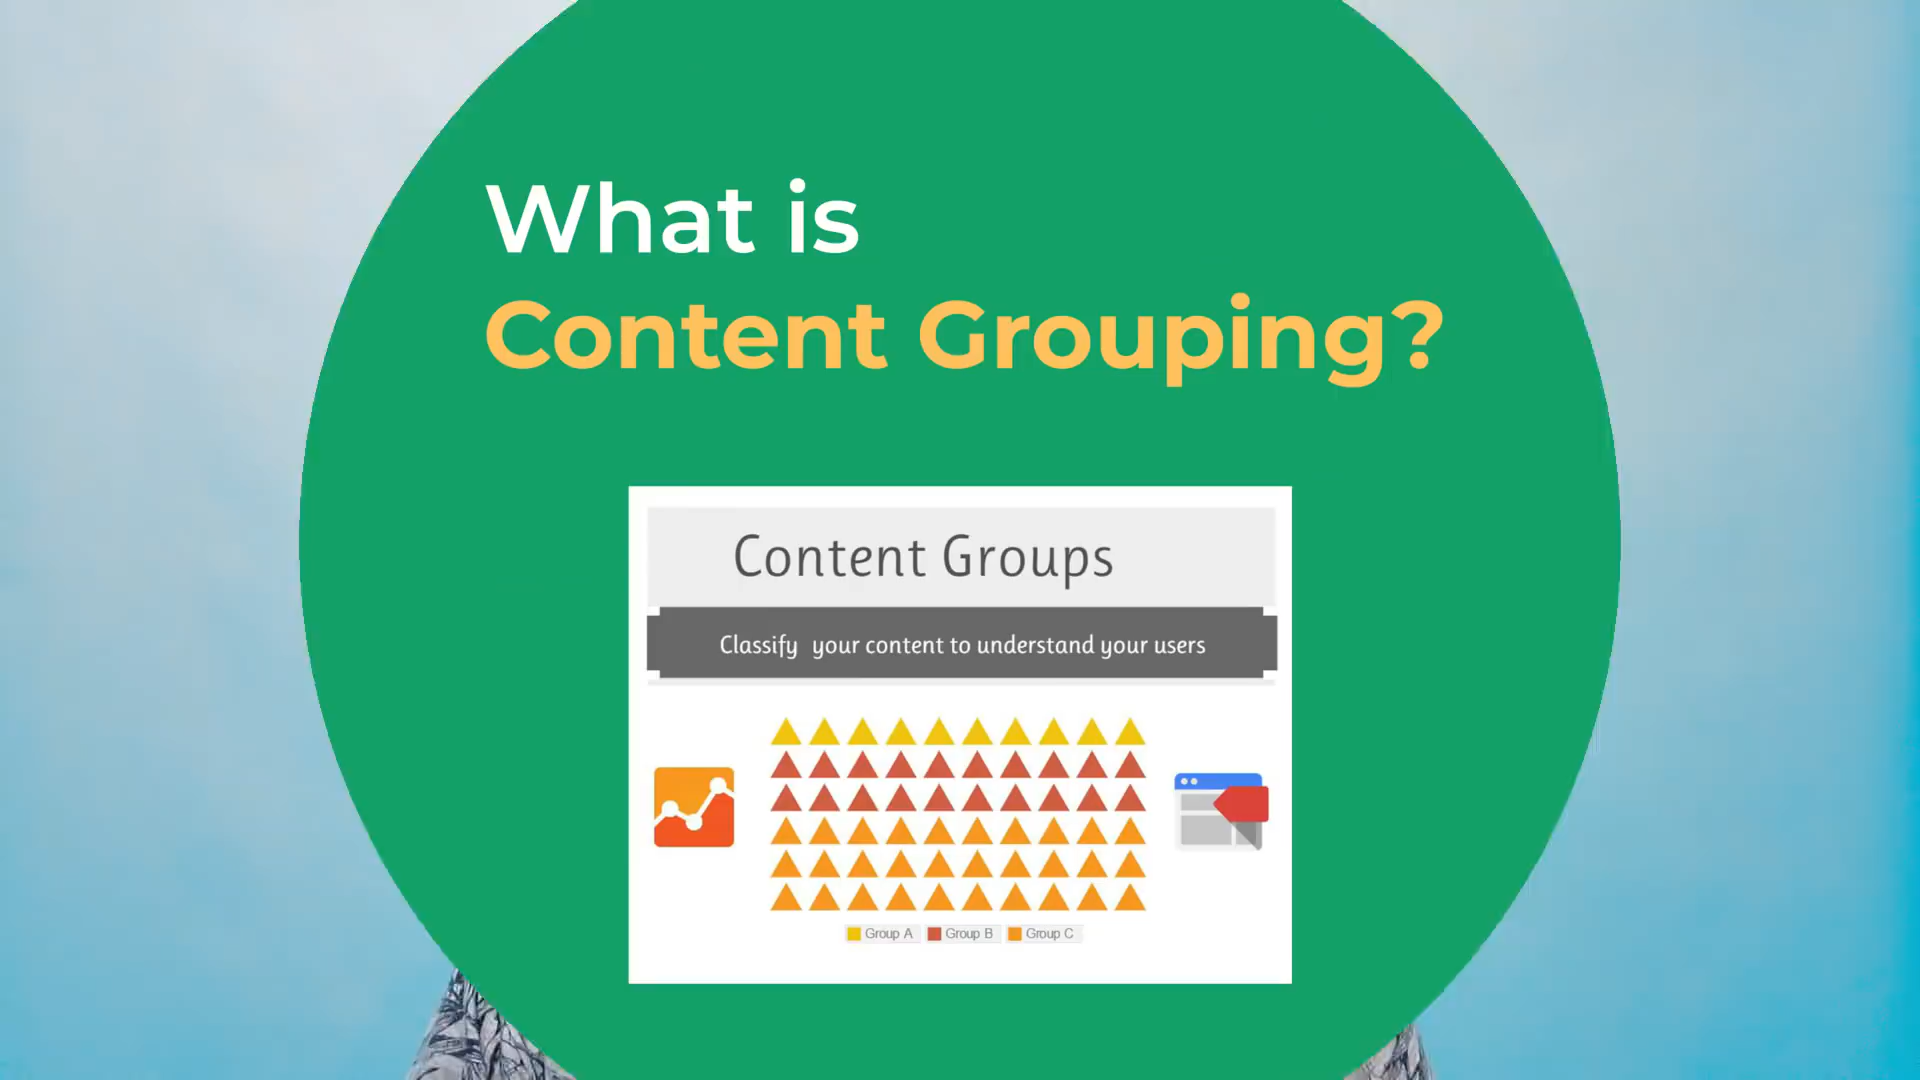 What is
Content Grouping?
Content Groups
Classify your content to understand your users
Group A Group B Group C